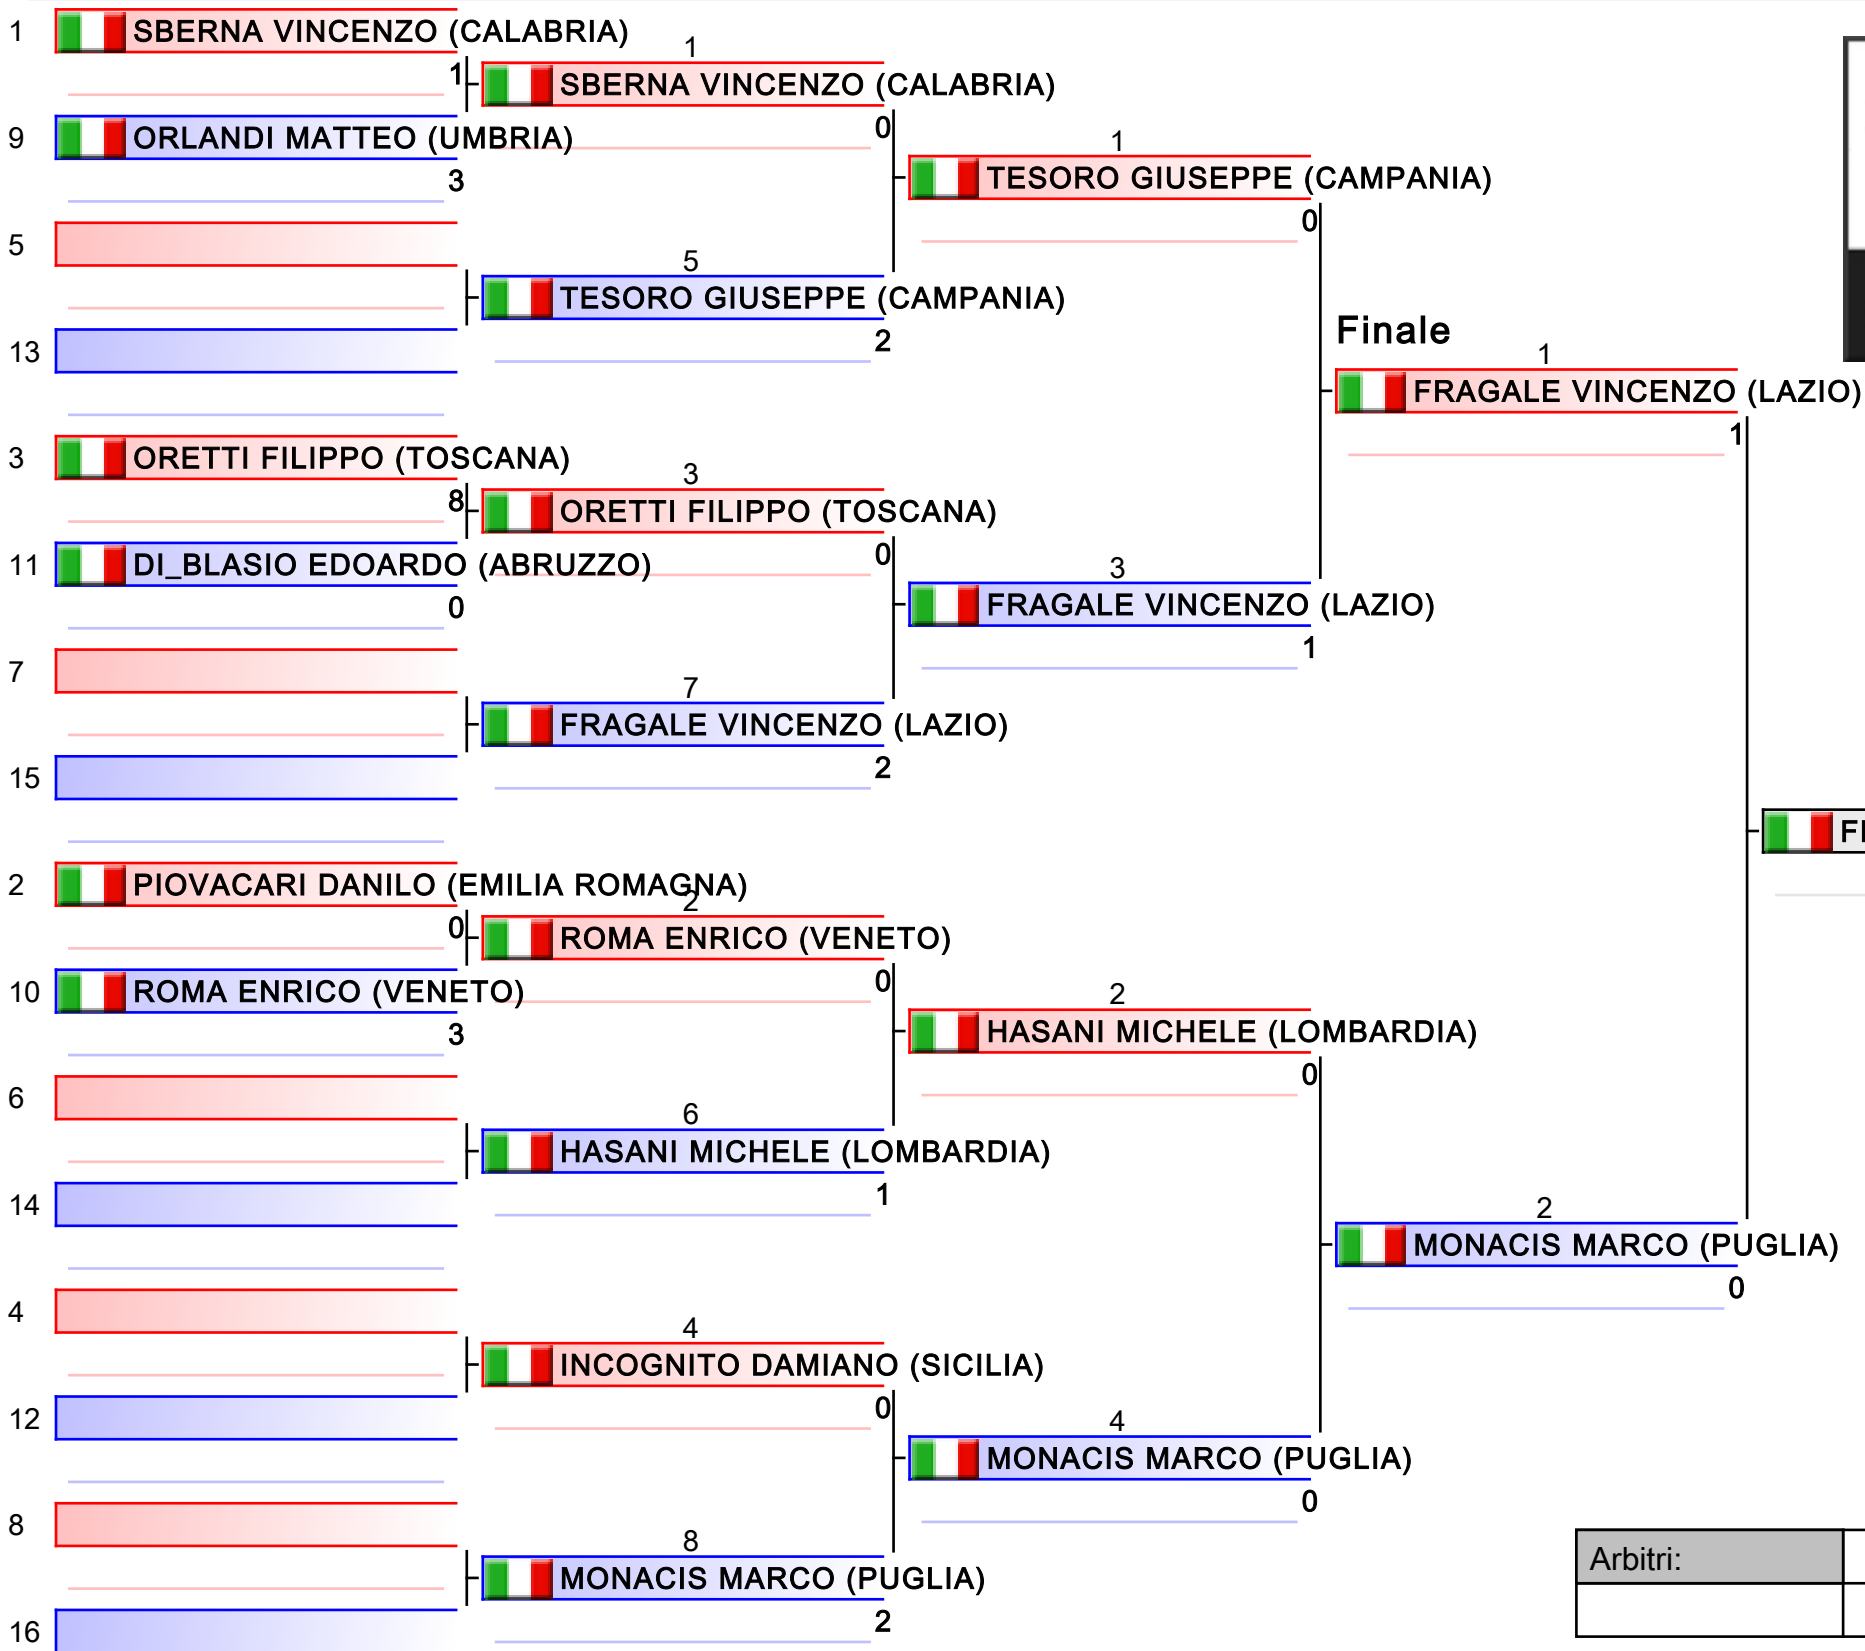 1 SBERNA VINCENZO (CALABRIA)
1
9 ORLANDI MATTEO (UMBRIA)
3
5
13
3 ORETTI FILIPPO (TOSCANA)
8
11 DI_BLASIO EDOARDO (ABRUZZO)
0
7
15
2 PIOVACARI DANILO (EMILIA ROMAGNA)
0
10 ROMA ENRICO (VENETO)
3
6
14
4
12
8
16
1
SBERNA VINCENZO (CALABRIA)
0
5
TESORO GIUSEPPE (CAMPANIA)
2
3
ORETTI FILIPPO (TOSCANA)
0
7
FRAGALE VINCENZO (LAZIO)
2
2
ROMA ENRICO (VENETO)
0
6
HASANI MICHELE (LOMBARDIA)
1
4
INCOGNITO DAMIANO (SICILIA)
0
8
MONACIS MARCO (PUGLIA)
2
1
TESORO GIUSEPPE (CAMPANIA)
0
3
FRAGALE VINCENZO (LAZIO)
1
2
HASANI MICHELE (LOMBARDIA)
0
4
MONACIS MARCO (PUGLIA)
0
Finale
1
FRAGALE VINCENZO (LAZIO)
1
2
MONACIS MARCO (PUGLIA)
0
Arbitri: